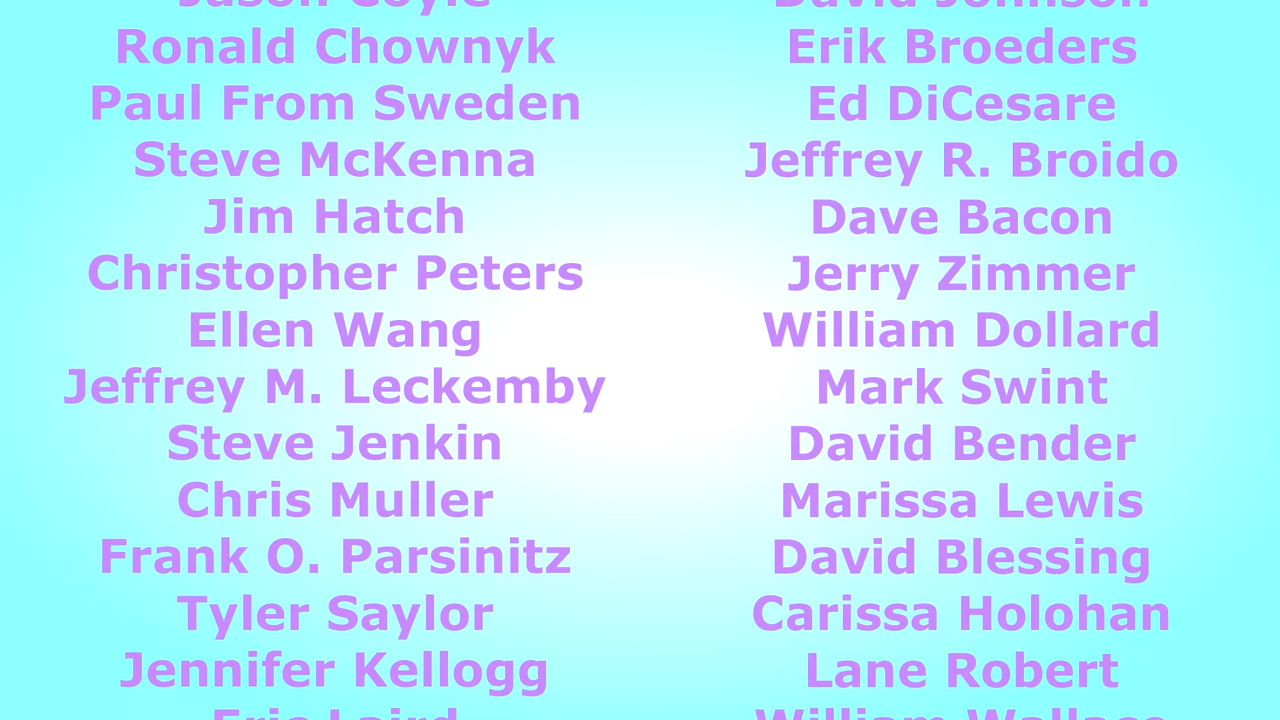 Jason Coyle
David Johnson
Ronald Chownyk
Erik Broeders
Paul From Sweden
Ed DiCesare
Steve McKenna
Jeffrey R. Broido
Jim Hatch
Dave Bacon
Christopher Peters
Jerry Zimmer
Ellen Wang
William Dollard
Jeffrey M. Leckemby
Mark Swint
Steve Jenkin
David Bender
Chris Muller
Marissa Lewis
Frank O. Parsinitz
David Blessing
Tyler Saylor
Carissa Holohan
Jennifer Kellogg
Lane Robert
Eric Laird
William Wallace